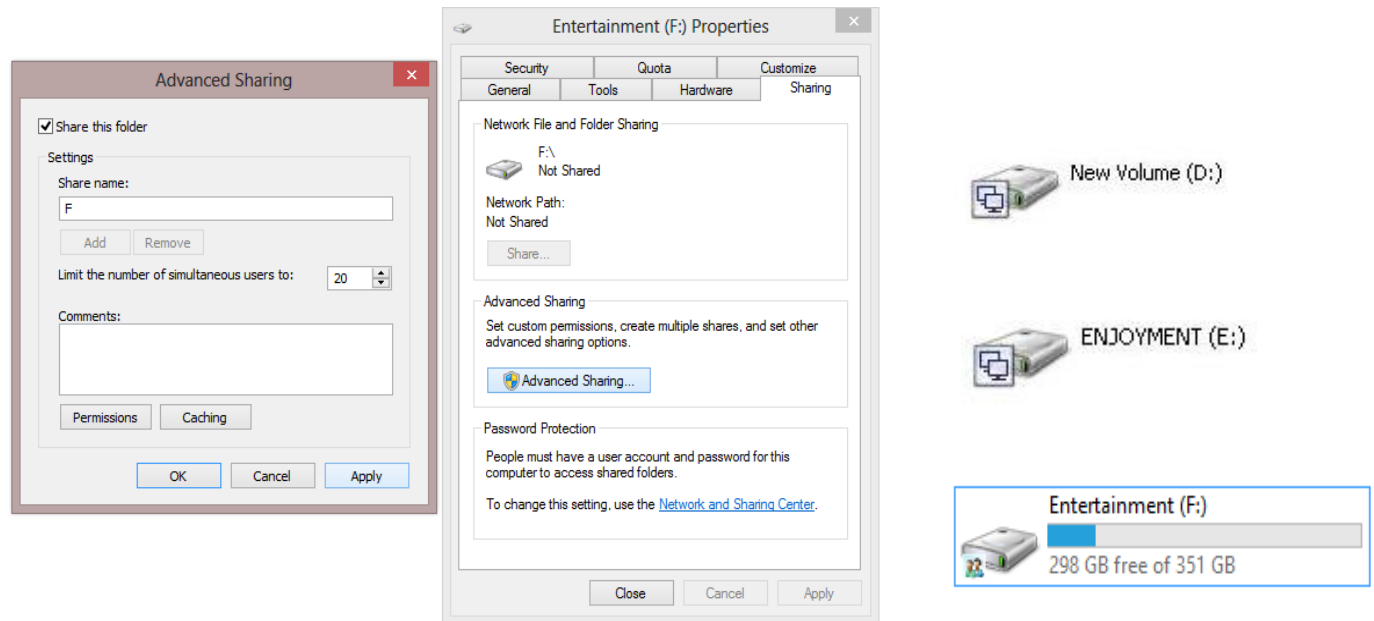 Advanced Sharing
Share this folder
Settings
Share name:
F
Add Remove
Limit the number of simultaneous users to: 20
Comments:
Permissions Caching
OK Cancel Apply
Entertainment (F:) Properties
Security Quota Customize
General Tools Hardware Sharing
Network File and Folder Sharing
F:\
Not Shared
Network Path:
Not Shared
Share...
Advanced Sharing
Set custom permissions, create multiple shares, and set other
advanced sharing options.
Advanced Sharing...
Password Protection
People must have a user account and password for this
computer to access shared folders.
To change this setting, use the Network and Sharing Center.
Close Cancel Apply
New Volume (D:)
ENJOYMENT (E:)
Entertainment (F:)
298 GB free of 351 GB